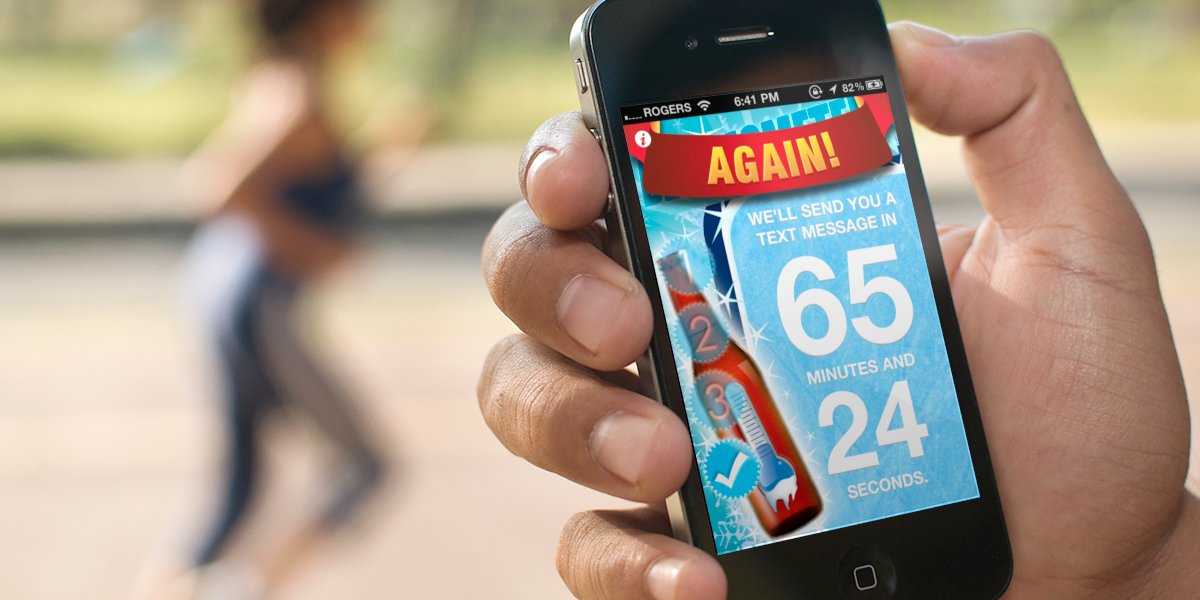 ROGERS 6:41 PM 82%
i
AGAIN!
WE'LL SEND YOU A
TEXT MESSAGE IN
65
MINUTES AND
24
SECONDS.
2
3